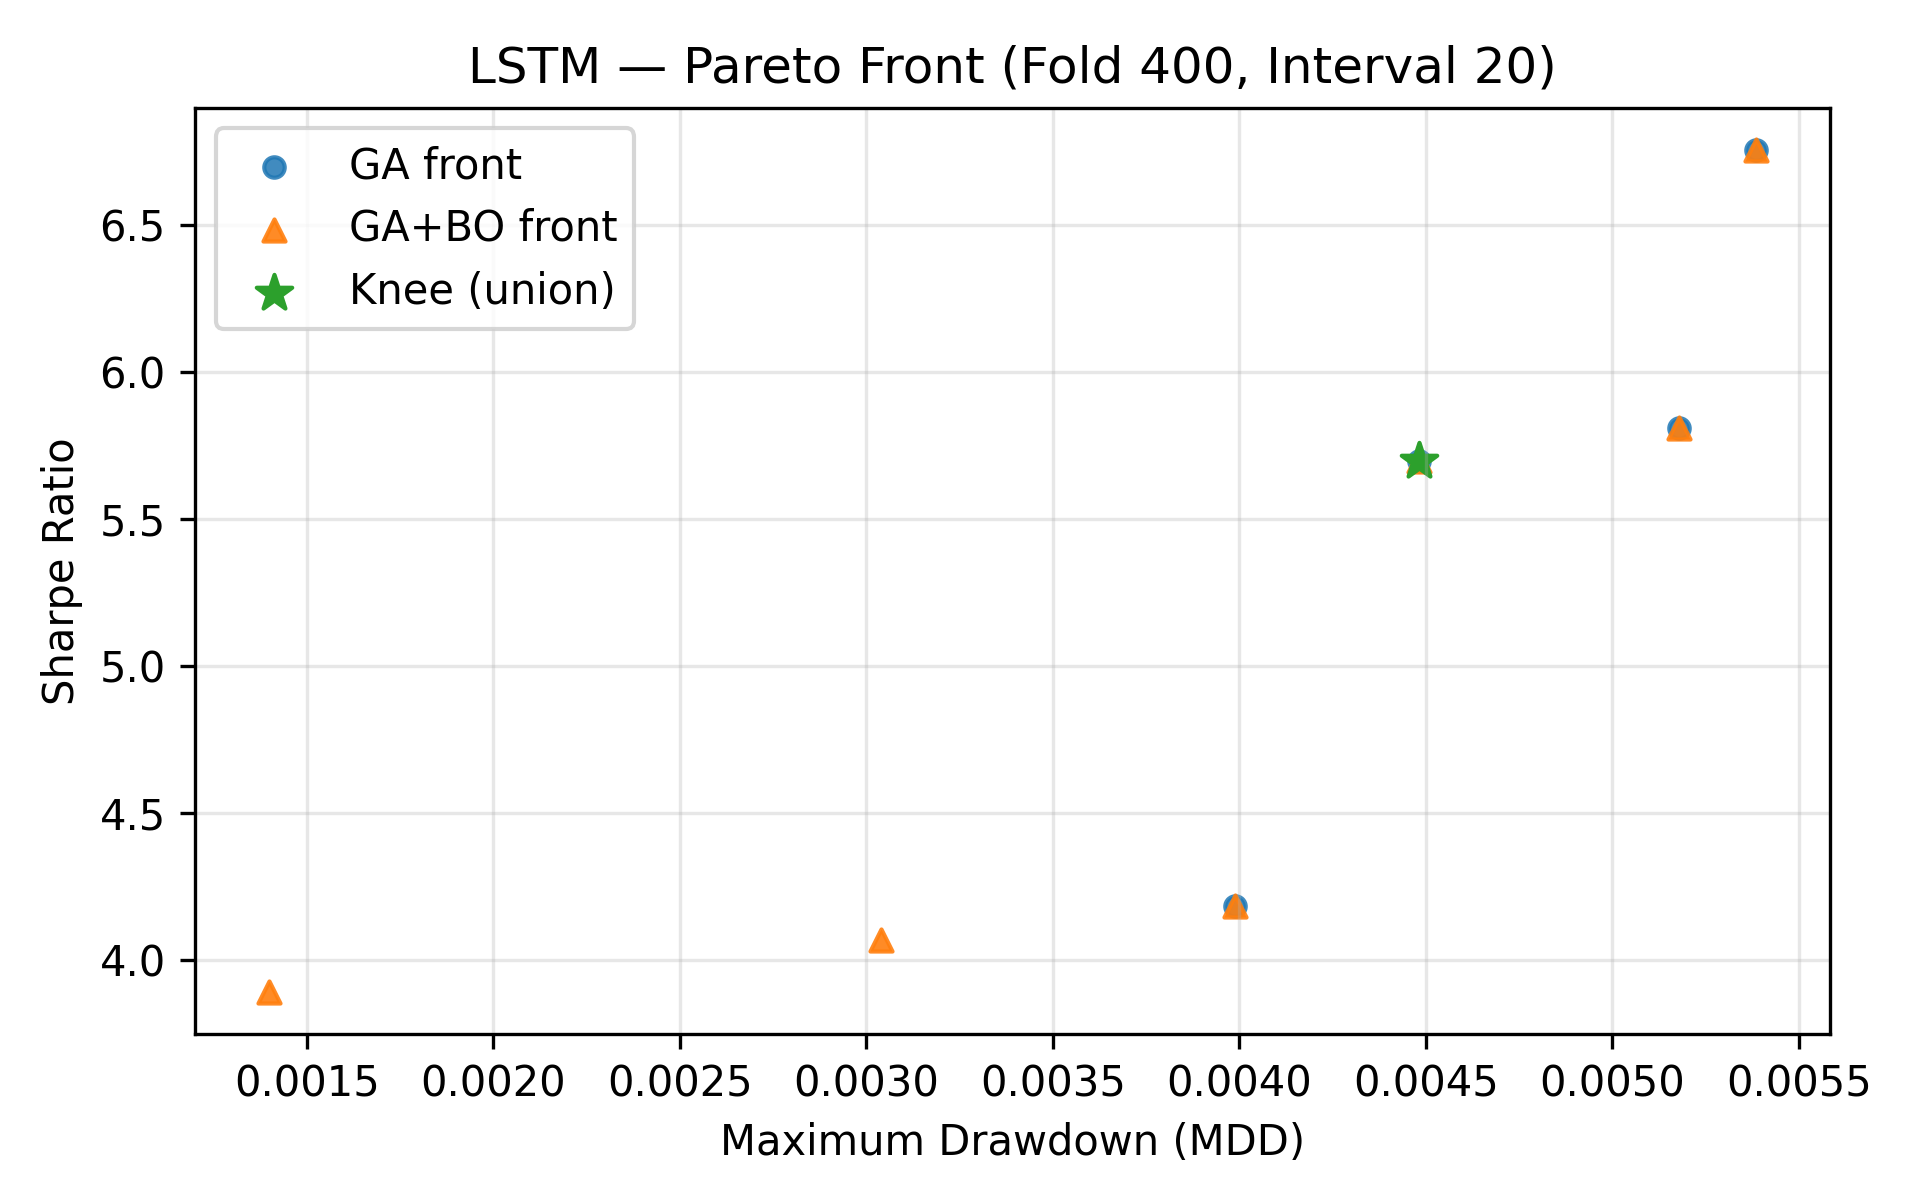 LSTM — Pareto Front (Fold 400, Interval 20)
GA front
GA+BO front
Knee (union)
6.5
6.0
5.5
5.0
4.5
4.0
Sharpe Ratio
0.0015 0.0020 0.0025 0.0030 0.0035 0.0040 0.0045 0.0050 0.0055
Maximum Drawdown (MDD)